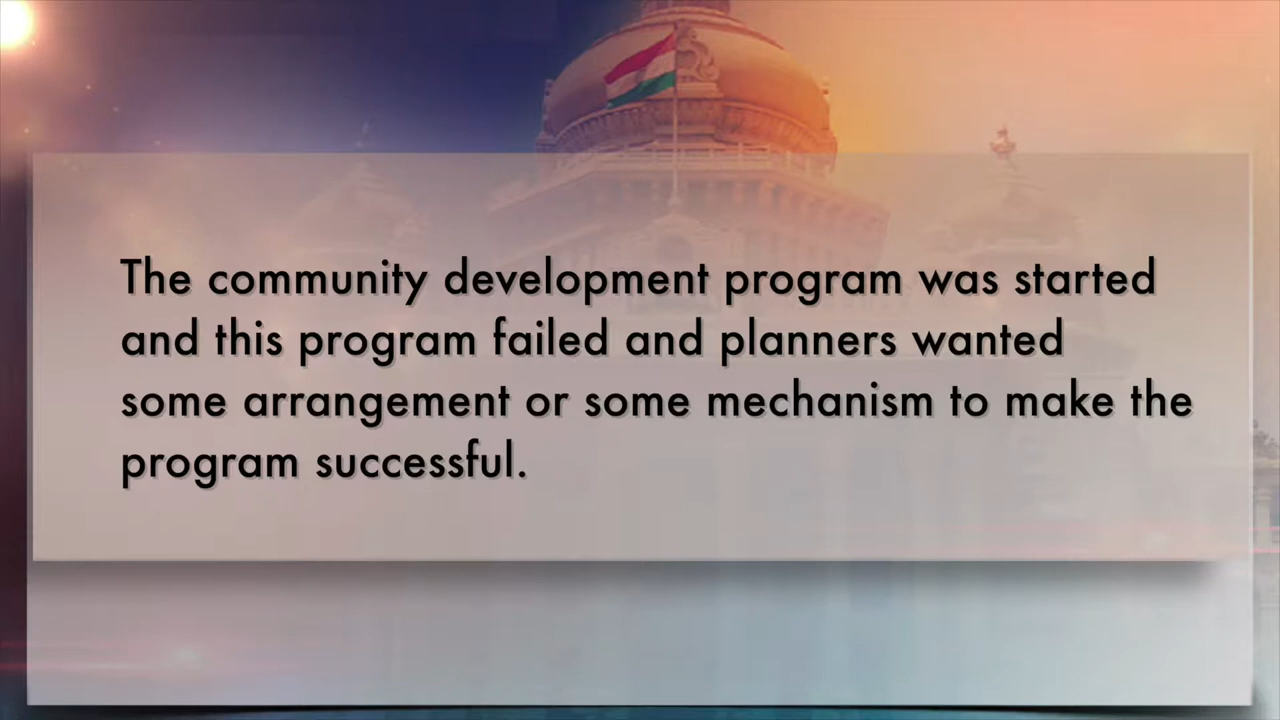 The community development program was started
and this program failed and planners wanted
some arrangement or some mechanism to make the
program successful.